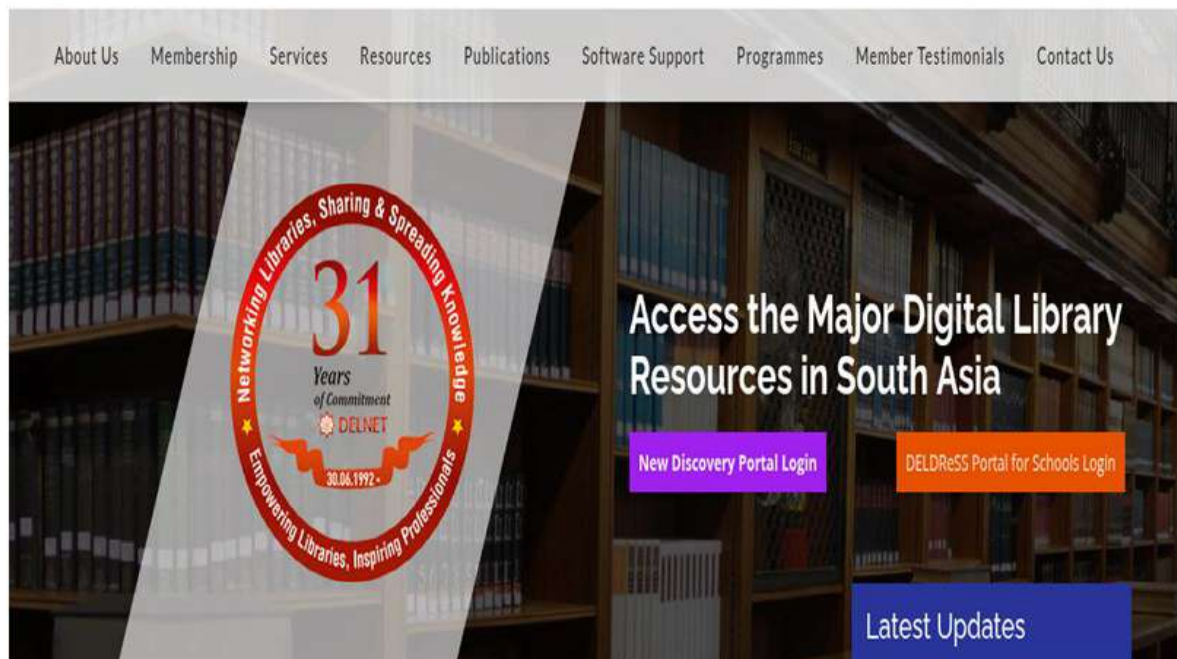 About Us Membership Services Resources Publications Software Support Programmes Member Testimonials Contact Us
Networking Libraries, Sharing & Spreading Knowledge
31
Years
of Commitment
DELNET
30.06.1992 -
Empowering Libraries, Inspiring Professionals
Access the Major Digital Library
Resources in South Asia
New Discovery Portal Login DELDReSS Portal for Schools Login
Latest Updates